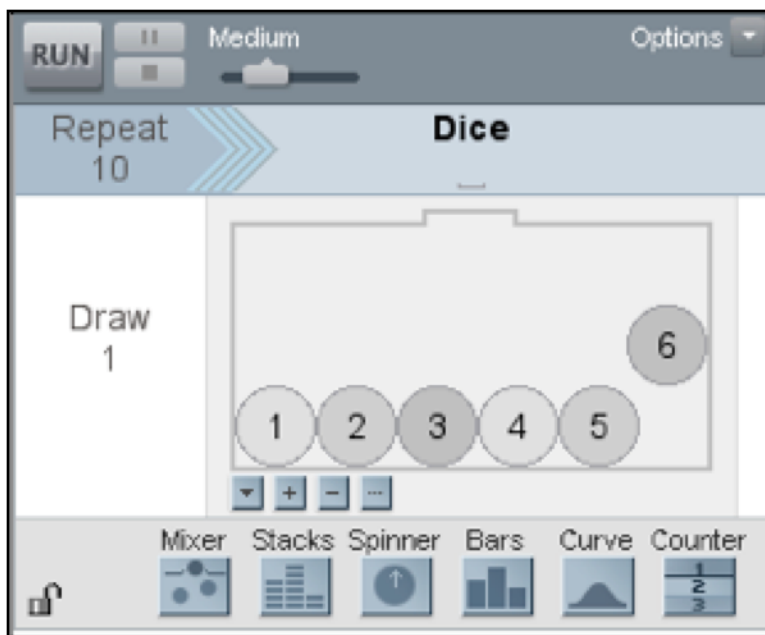 RUN
Medium
Options
Repeat
10
Dice
Draw
1
6
1 2 3 4 5
Mixer Stacks Spinner Bars Curve Counter
1
2
3